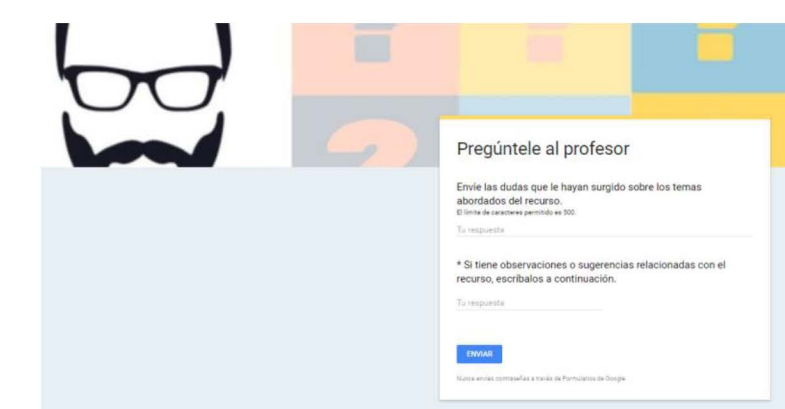 Pregúntele al profesor
Envíe las dudas que le hayan surgido sobre los temas
abordados del recurso.
El límite de caracteres permitido es 500.
Tu respuesta
* Si tiene observaciones o sugerencias relacionadas con el
recurso, escríbalos a continuación.
Tu respuesta
ENVIAR
Nunca envíes contraseñas a través de Formularios de Google.